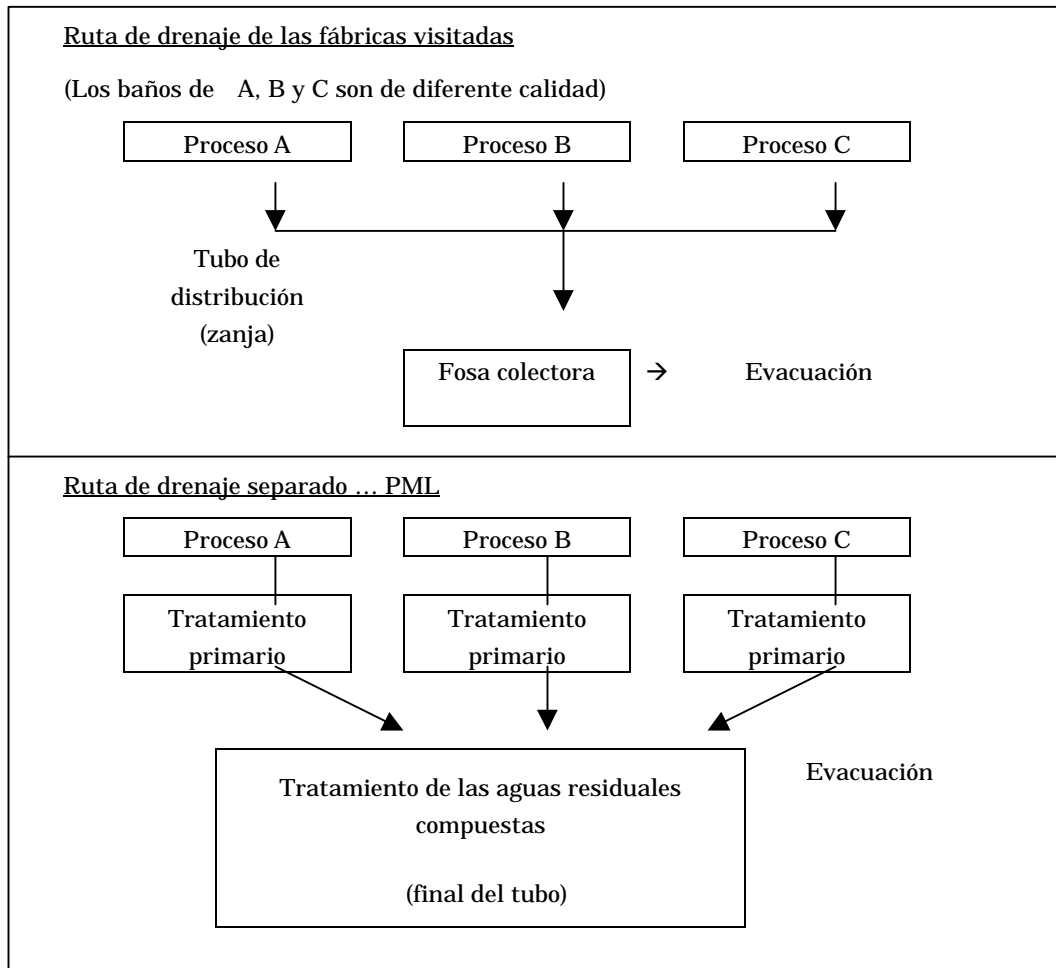 Ruta de drenaje de las fábricas visitadas
(Los baños de A, B y C son de diferente calidad)
Proceso A
Proceso B
Proceso C
Tubo de
distribución
(zanja)
Fosa colectora → Evacuación
Ruta de drenaje separado … PML
Proceso A
Proceso B
Proceso C
Tratamiento
primario
Tratamiento
primario
Tratamiento
primario
Evacuación
Tratamiento de las aguas residuales
compuestas
(final del tubo)